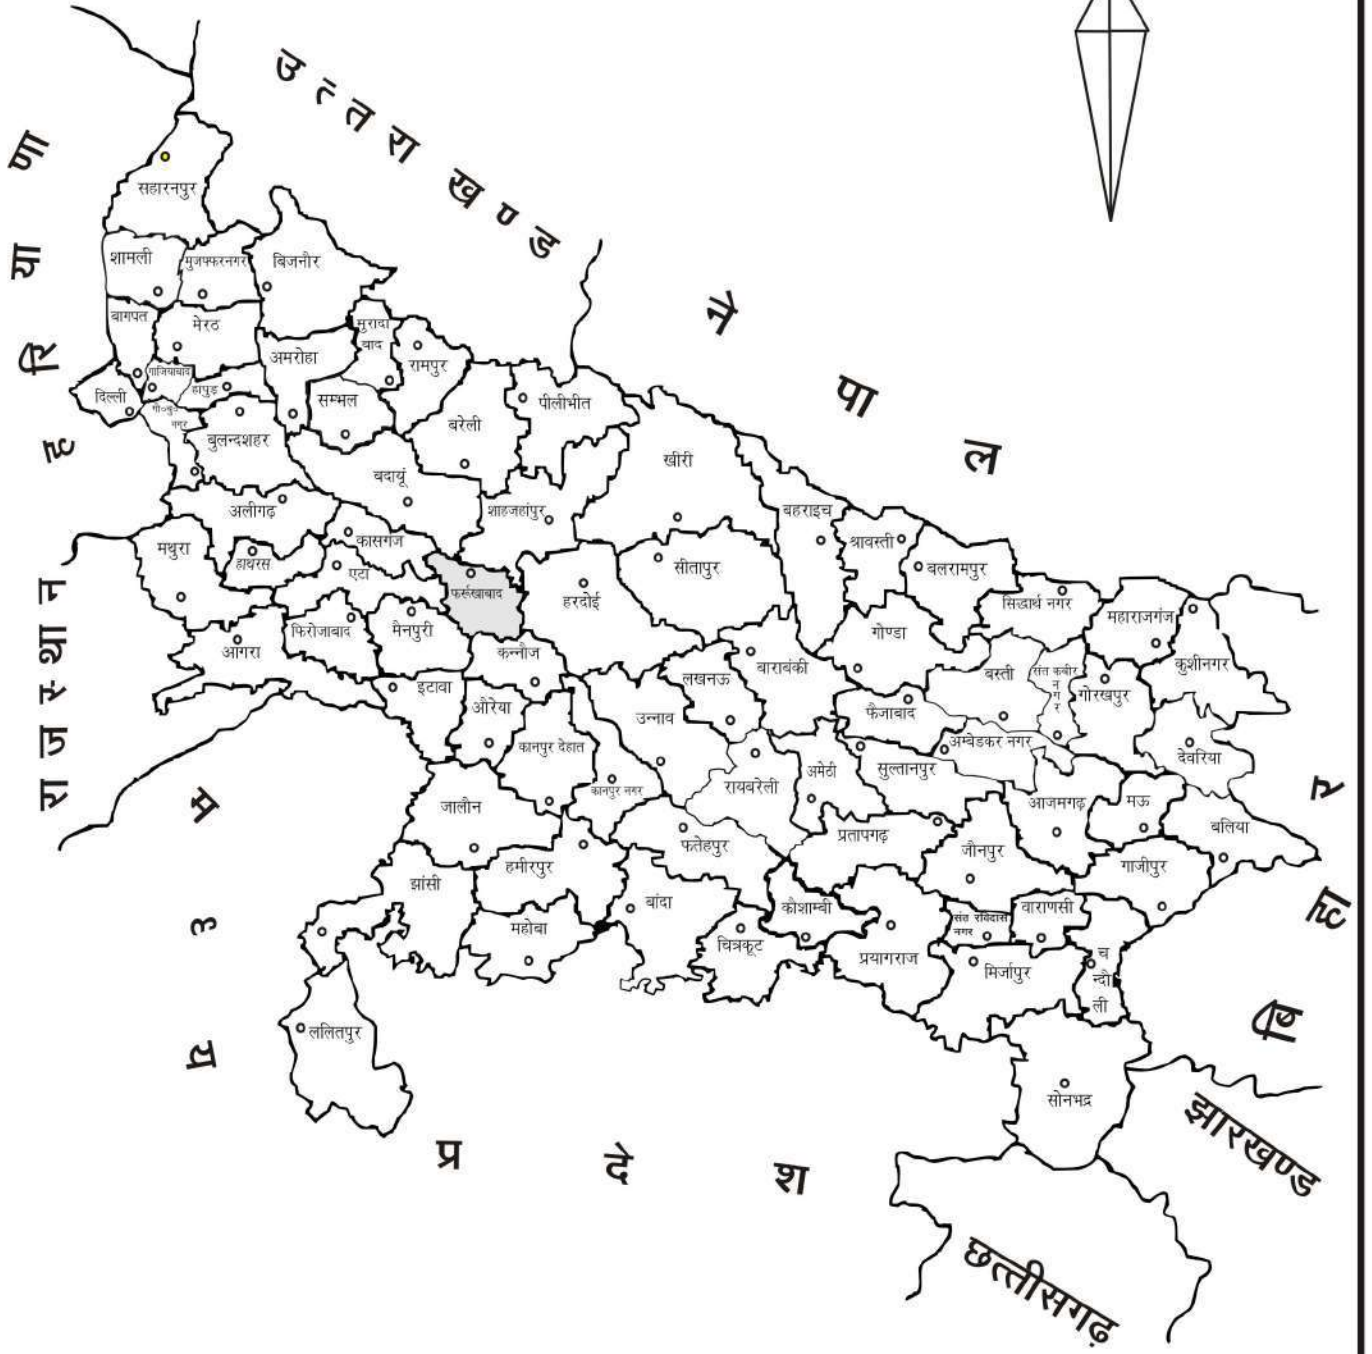 उत्तराखण्ड
हरियाणा
नेपाल
राजस्थान
सहारनपुर
शामली
मुजफ्फरनगर
बिजनौर
बागपत
मेरठ
मुरादा
बाद
रामपुर
अमरोहा
गाजियाबाद
हापुड़
दिल्ली
नगर
सम्भल
बरेली
पीलीभीत
बुलन्दशहर
खीरी
बदायूं
अलीगढ़
शाहजहांपुर
बहराइच
कासगंज
मथुरा
हाथरस
एटा
फर्रूखाबाद
हरदोई
सीतापुर
श्रावस्ती
बलरामपुर
सिद्धार्थ नगर
महाराजगंज
आगरा
फिरोजाबाद
मैनपुरी
कन्नौज
गोण्डा
बस्ती
संत कबीर
न
ग
र
गोरखपुर
कुशीनगर
इटावा
औरेया
लखनऊ
बाराबंकी
उन्नाव
फैजाबाद
अम्बेडकर नगर
देवरिया
कानपुर देहात
कानपुर नगर
रायबरेली
अमेठी
सुल्तानपुर
जालौन
फतेहपुर
प्रतापगढ़
आजमगढ़
मऊ
बलिया
जौनपुर
गाजीपुर
झांसी
हमीरपुर
महोबा
बांदा
चित्रकूट
कौशाम्बी
प्रयागराज
संत रविदास
नगर
वाराणसी
मिर्जापुर
च
न्दौ
ली
ललितपुर
सोनभद्र
बिहार
झारखण्ड
छत्तीसगढ़
प्रदेश